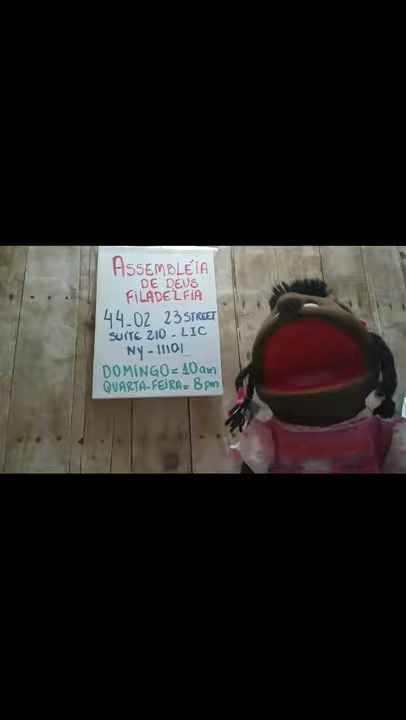 ASSEMBLÉIA
DE DEUS
FILADÉLFIA
44-02 23 STREET
SUITE 210 - LIC
NY - 11101
DOMINGO = 10am
QUARTA-FEIRA = 8pm